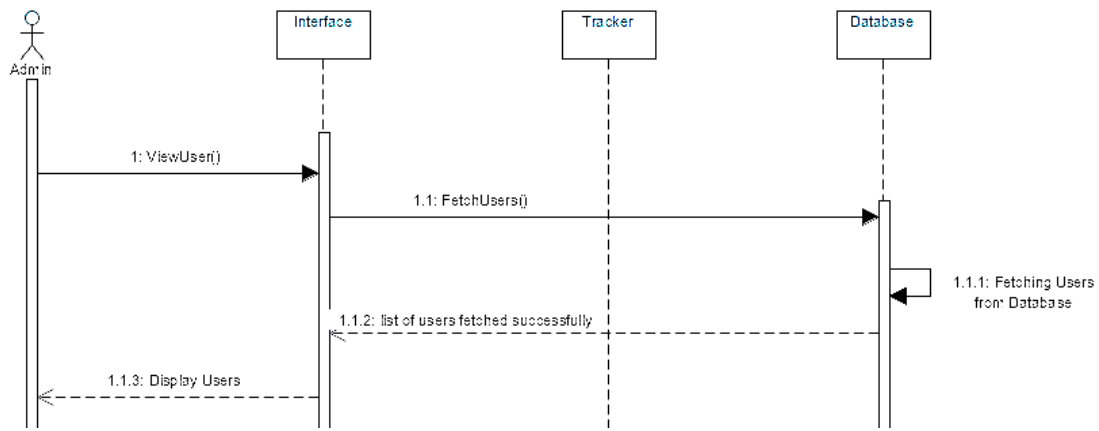 Interface
Tracker
Database
Admin
1: ViewUser()
1.1: FetchUsers()
1.1.1: Fetching Users
from Database
1.1.2: list of users fetched successfully
1.1.3: Display Users